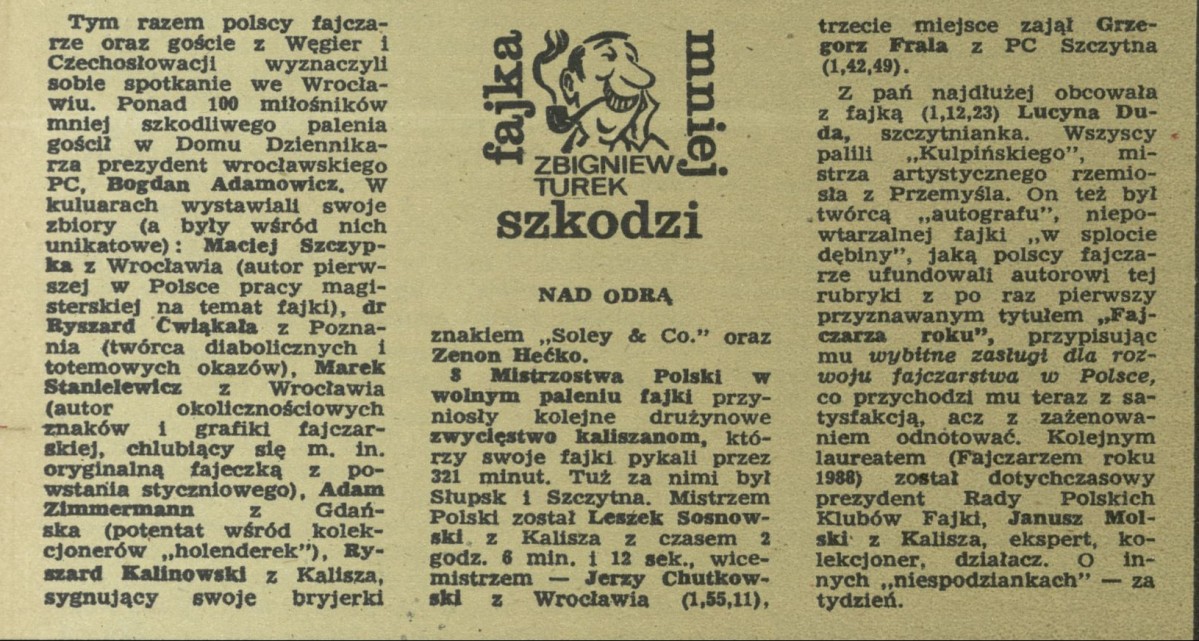 Tym razem polscy fajcza-
rze oraz goście z Węgier i
Czechosłowacji wyznaczyli
sobie spotkanie we Wrocła-
wiu. Ponad 100 miłośników
mniej szkodliwego palenia
gościł w Domu Dziennika-
rza prezydent wrocławskiego
PC, Bogdan Adamowicz. W
kuluarach wystawiali swoje
zbiory (a były wśród nich
unikatowe): Maciej Szczyp-
ka z Wrocławia (autor pierw-
szej w Polsce pracy magi-
sterskiej na temat fajki), dr
Ryszard Ćwiąkała z Pozna-
nia (twórca diabolicznych i
totemowych okazów), Marek
Stanielewicz z Wrocławia
(autor okolicznościowych
znaków i grafiki fajczar-
skiej, chlubiący się m. in.
oryginalną fajeczką z po-
wstania styczniowego), Adam
Zimmermann z Gdań-
ska (potentat wśród kolek-
cjonerów „holenderek"), Ry-
szard Kalinowski z Kalisza,
sygnujący swoje bryjerki
fajka
mniej
ZBIGNIEW
TUREK
szkodzi
NAD ODRĄ
znakiem „Soley & Co." oraz
Zenon Hećko.
8 Mistrzostwa Polski w
wolnym paleniu fajki przy-
niosły kolejne drużynowe
zwycięstwo kaliszanom, któ-
rzy swoje fajki pykali przez
321 minut. Tuż za nimi był
Słupsk i Szczytna. Mistrzem
Polski został Leszek Sosnow-
ski z Kalisza z czasem 2
godz. 6 min. i 12 sek., wice-
mistrzem — Jerzy Chutkow-
ski z Wrocławia (1,55,11),
trzecie miejsce zajął Grze-
gorz Frala z PC Szczytna
(1,42,49).
Z pań najdłużej obcowała
z fajką (1,12,23) Lucyna Du-
da, szczytnianka. Wszyscy
palili „Kulpińskiego", mi-
strza artystycznego rzemio-
sła z Przemyśla. On też był
twórcą „autografu", niepo-
wtarzalnej fajki „w splocie
dębiny", jaką polscy fajcza-
rze ufundowali autorowi tej
rubryki z po raz pierwszy
przyznawanym tytułem „Faj-
czarza roku", przypisując
mu wybitne zasługi dla roz-
woju fajczarstwa w Polsce,
co przychodzi mu teraz z sa-
tysfakcją, acz z zażenowa-
niem odnotować. Kolejnym
laureatem (Fajczarzem roku
1988) został dotychczasowy
prezydent Rady Polskich
Klubów Fajki, Janusz Mol-
ski z Kalisza, ekspert, ko-
lekcjoner, działacz. O in-
nych „niespodziankach" — za
tydzień.